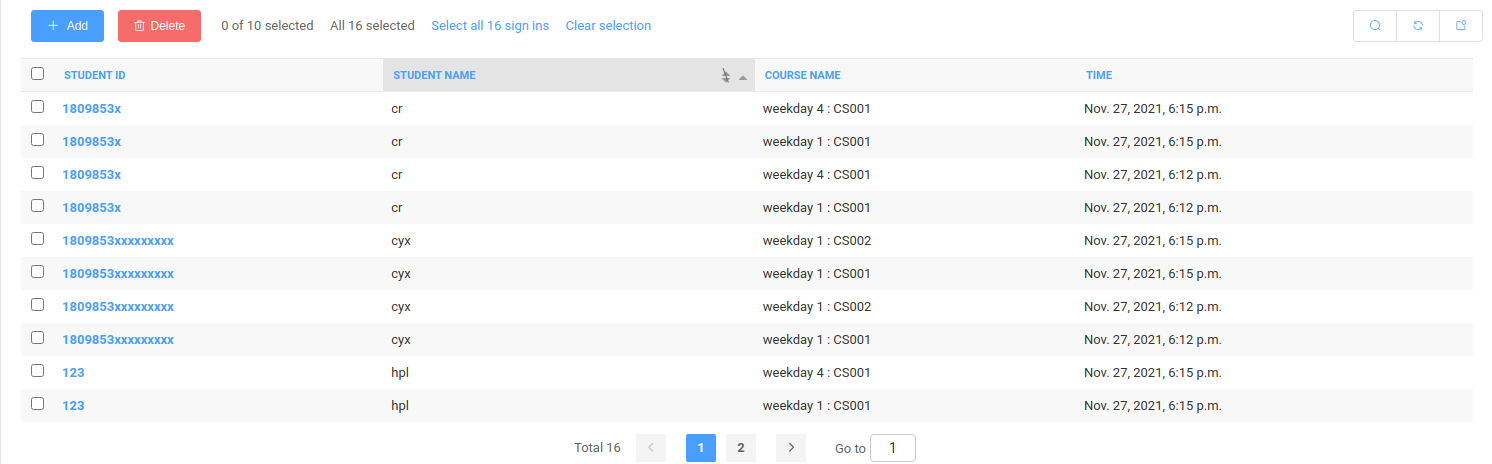 Add Delete 0 of 10 selected All 16 selected Select all 16 sign ins Clear selection
STUDENT ID STUDENT NAME COURSE NAME TIME
1809853x cr weekday 4 : CS001 Nov. 27, 2021, 6:15 p.m.
1809853x cr weekday 1 : CS001 Nov. 27, 2021, 6:15 p.m.
1809853x cr weekday 4 : CS001 Nov. 27, 2021, 6:12 p.m.
1809853x cr weekday 1 : CS001 Nov. 27, 2021, 6:12 p.m.
1809853xxxxxxxxx cyx weekday 1 : CS002 Nov. 27, 2021, 6:15 p.m.
1809853xxxxxxxxx cyx weekday 1 : CS001 Nov. 27, 2021, 6:15 p.m.
1809853xxxxxxxxx cyx weekday 1 : CS002 Nov. 27, 2021, 6:12 p.m.
1809853xxxxxxxxx cyx weekday 1 : CS001 Nov. 27, 2021, 6:12 p.m.
123 hpl weekday 4 : CS001 Nov. 27, 2021, 6:15 p.m.
123 hpl weekday 1 : CS001 Nov. 27, 2021, 6:15 p.m.
Total 16 1 2 Go to 1